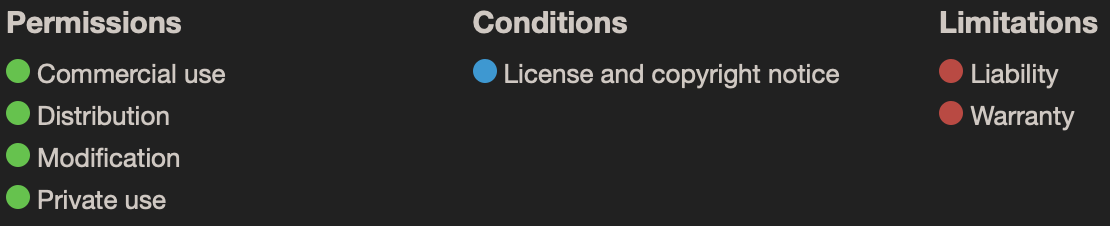 Permissions
Commercial use
Distribution
Modification
Private use
Conditions
License and copyright notice
Limitations
Liability
Warranty